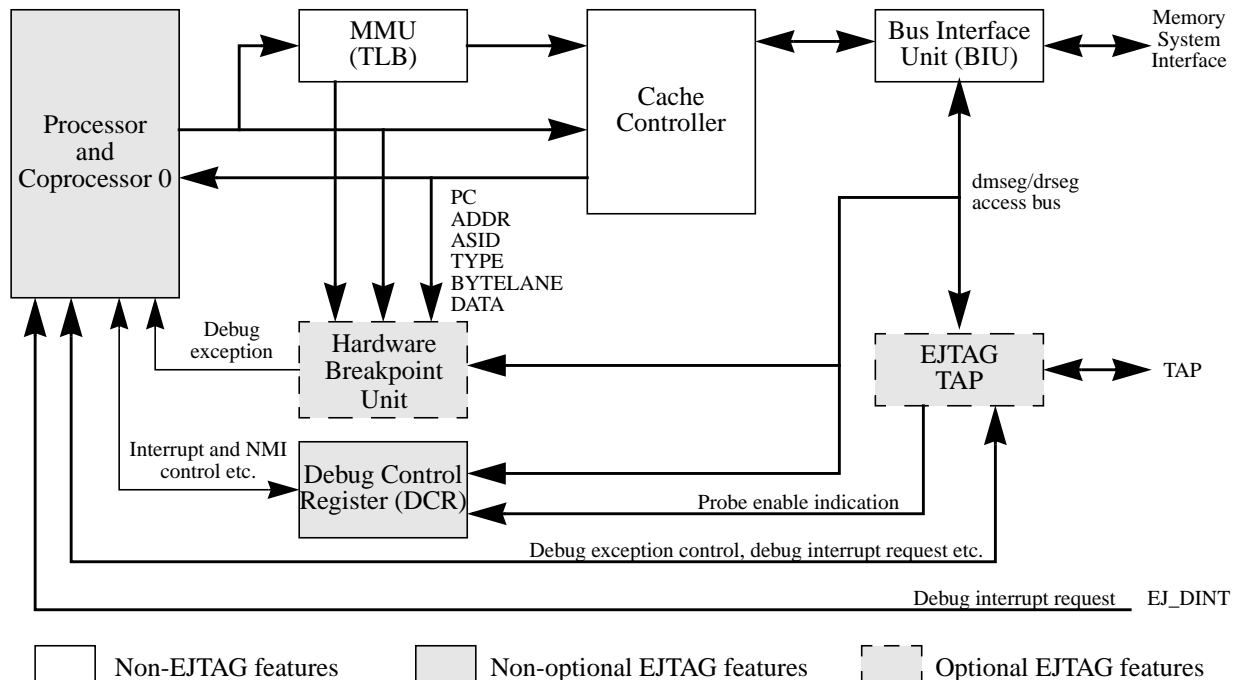 MMU
(TLB)
Bus Interface
Unit (BIU)
Memory
System
Interface
Processor
and
Coprocessor 0
Cache
Controller
PC
ADDR
ASID
TYPE
BYTELANE
DATA
dmseg/drseg
access bus
Debug
exception
Hardware
Breakpoint
Unit
EJTAG
TAP
TAP
Interrupt and NMI
control etc.
Debug Control
Register (DCR)
Probe enable indication
Debug exception control, debug interrupt request etc.
Debug interrupt request
EJ_DINT
Non-EJTAG features
Non-optional EJTAG features
Optional EJTAG features